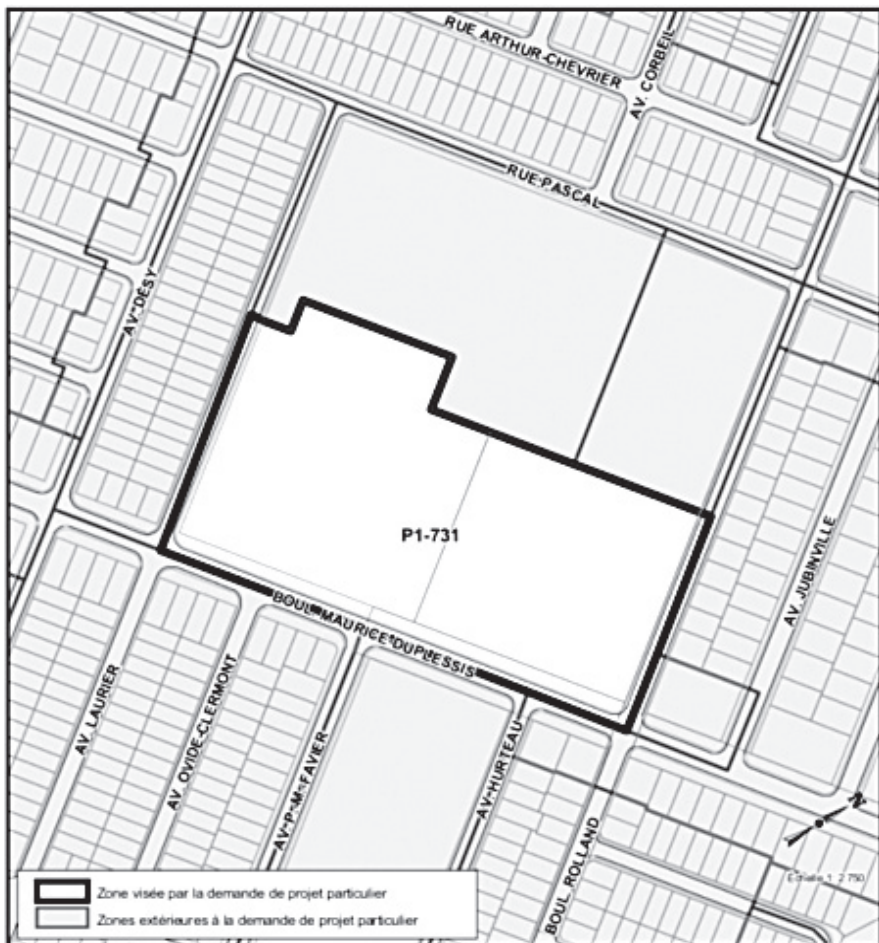 RUE ARTHUR CHEVRIER
AV. CORBEIL
RUE PASCAL
AV. DÉSY
P1-731
BOUL. MAURICE DUPLESSIS
AV. JUBINVILLE
AV. LAURIER
AV. OVIDE-CLERMONT
AV. P.-M.-FAVIER
AV. HURTEAU
BOUL. ROLLAND
N
Échelle 1: 2 750
Zone visée par la demande de projet particulier
Zones extérieures à la demande de projet particulier